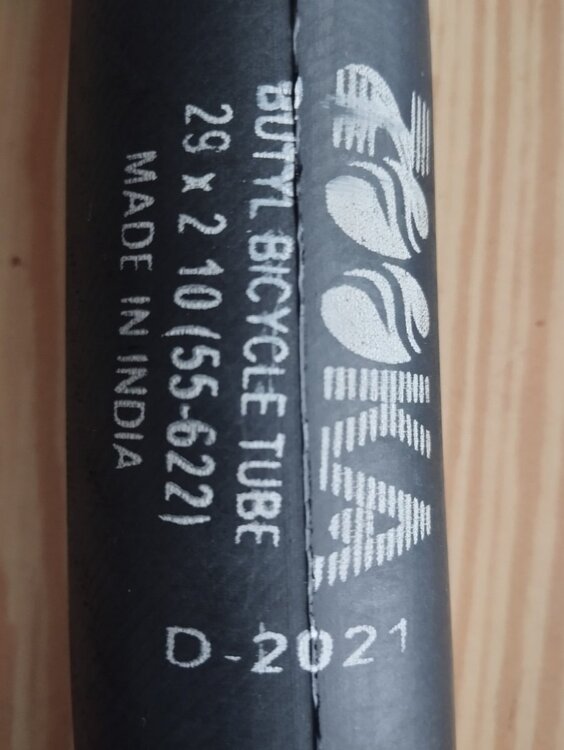 BUTYL BICYCLE TUBE
29 x 2 10 (55-622)
MADE IN INDIA
D-2021